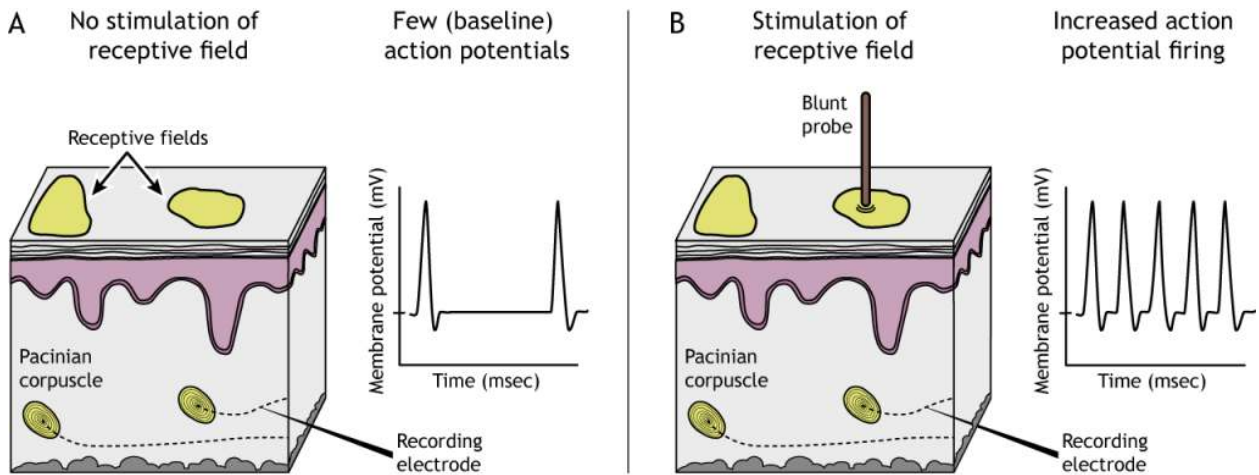 A
No stimulation of
receptive field
Few (baseline)
action potentials
Receptive fields
Membrane potential (mV)
Time (msec)
Pacinian
corpuscle
Recording
electrode
B
Stimulation of
receptive field
Increased action
potential firing
Blunt
probe
Membrane potential (mV)
Time (msec)
Pacinian
corpuscle
Recording
electrode